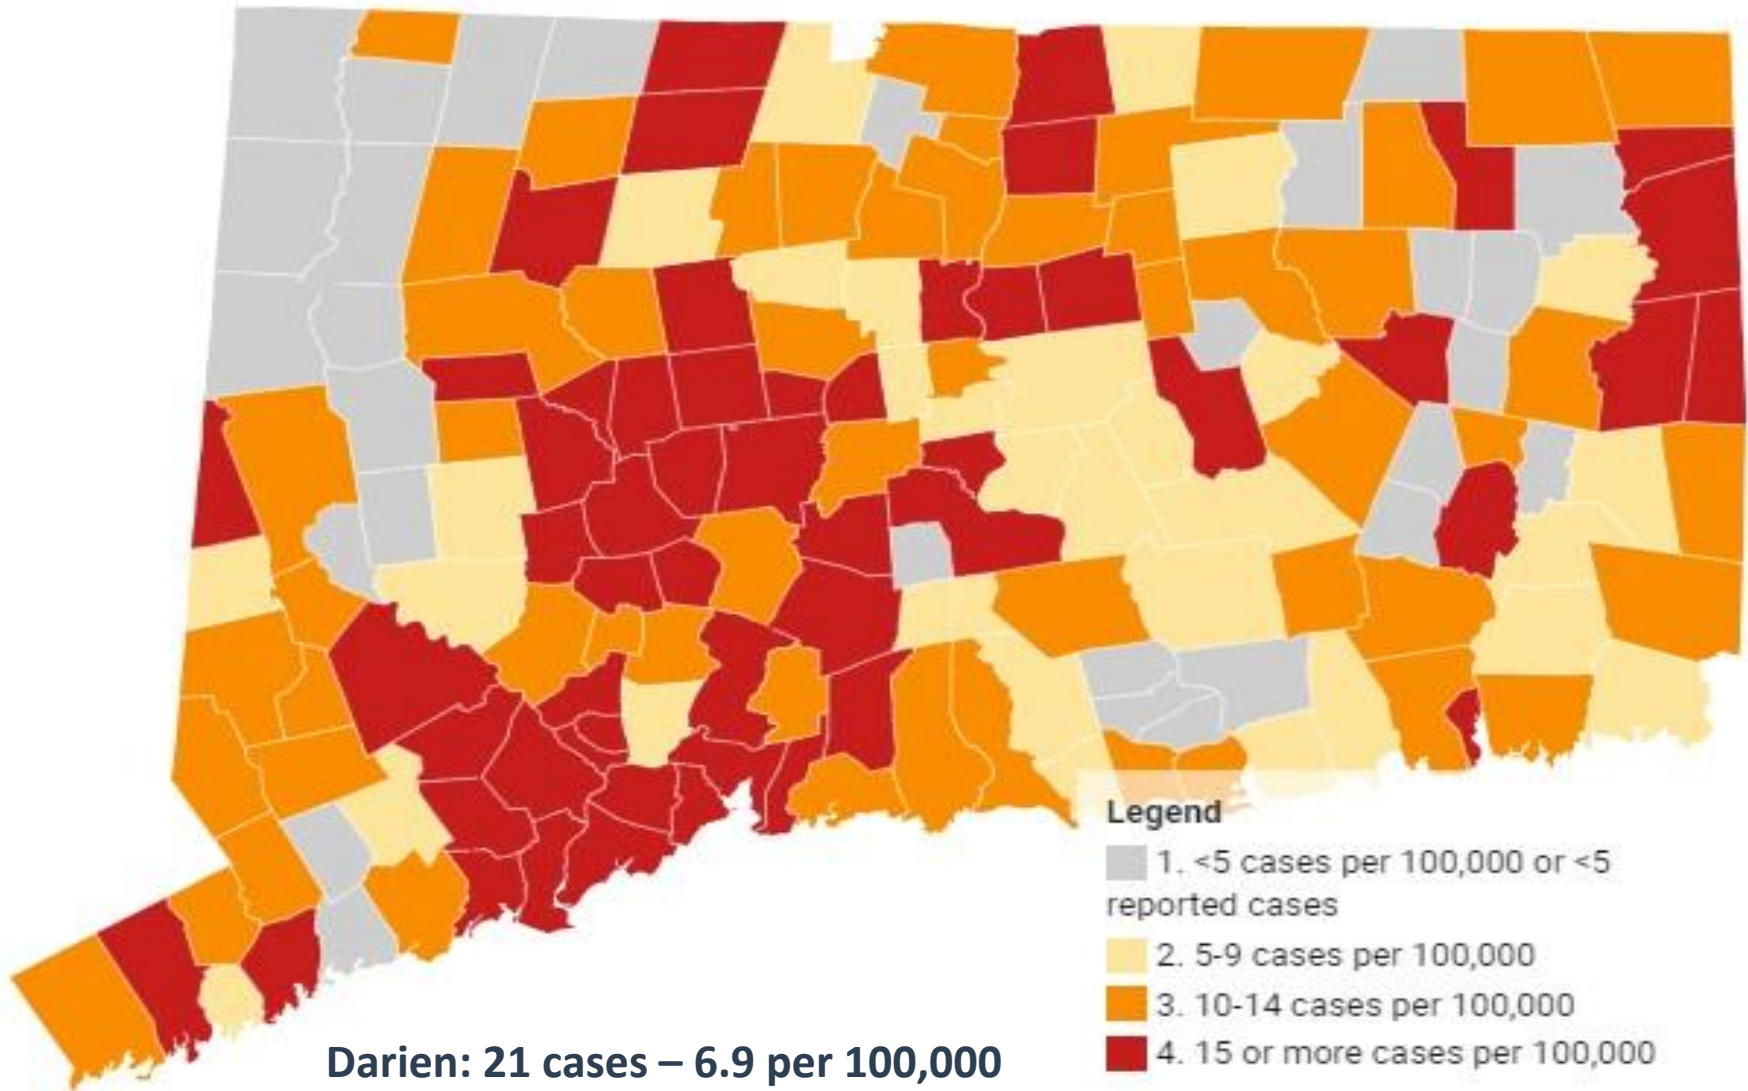 Legend
1. <5 cases per 100,000 or <5
reported cases
2. 5-9 cases per 100,000
3. 10-14 cases per 100,000
4. 15 or more cases per 100,000
Darien: 21 cases – 6.9 per 100,000